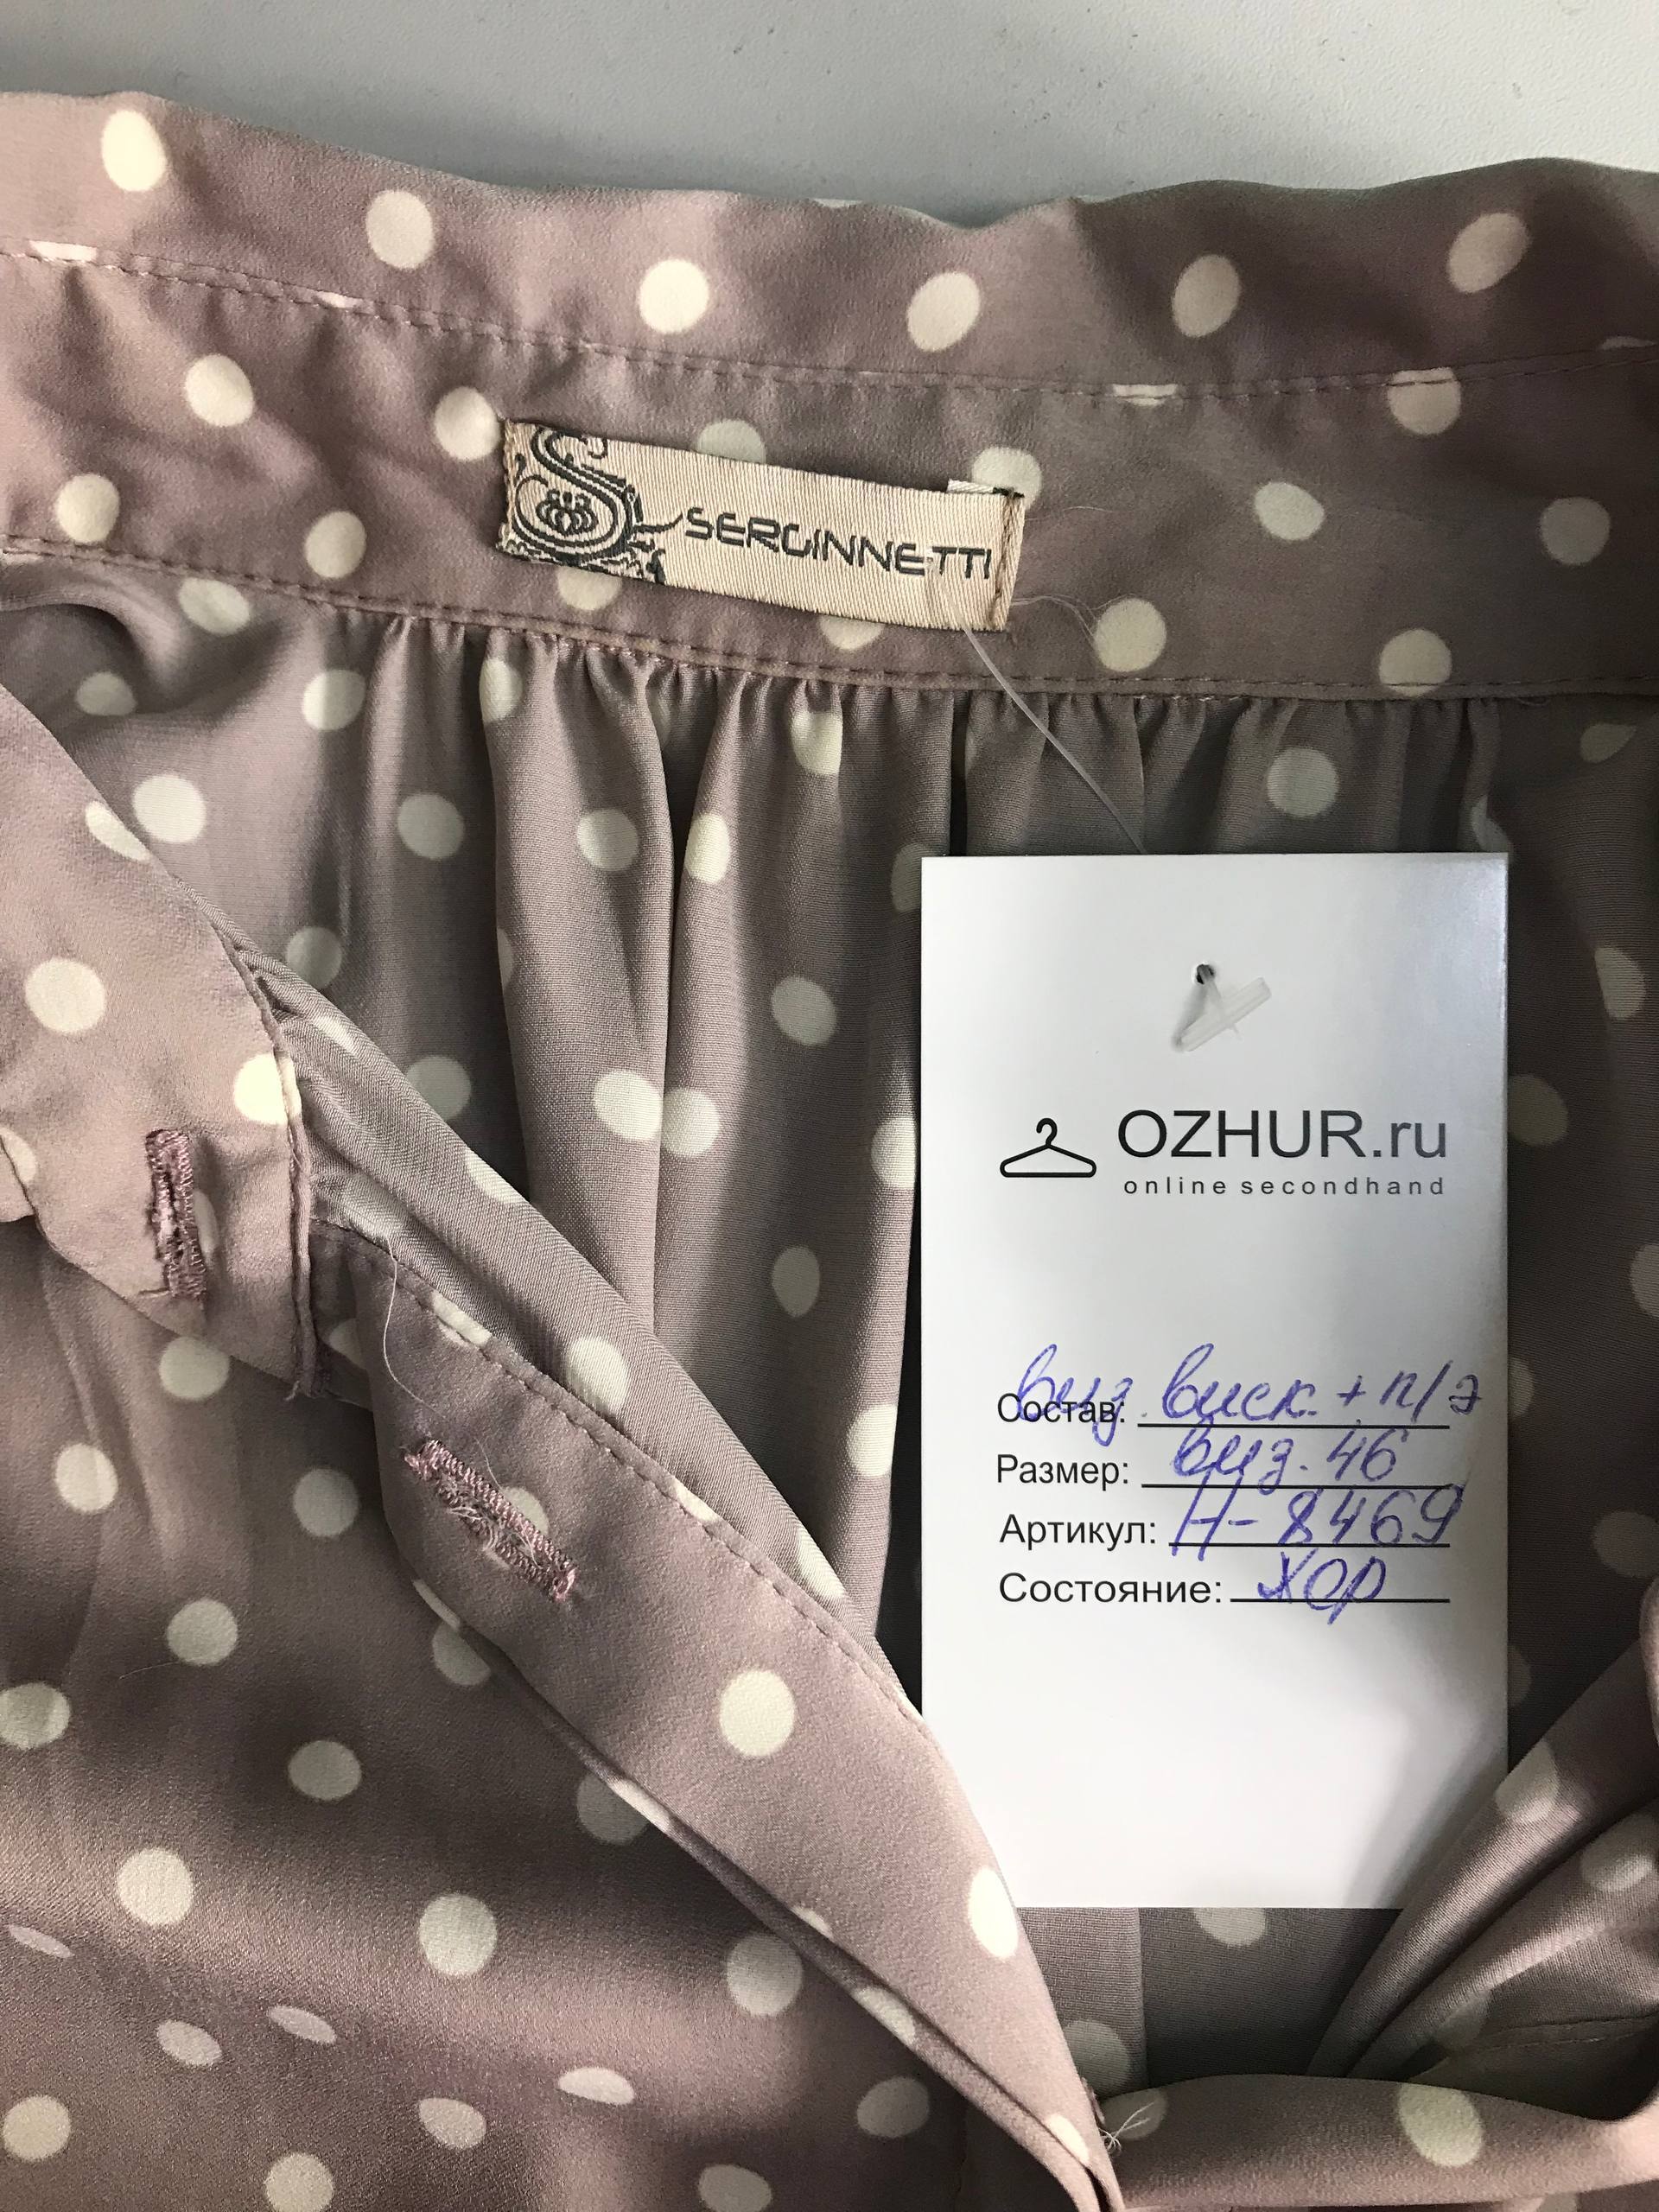 SERGINNETTI
OZHUR.ru
online secondhand
Состав: виз. виск. + п/э
Размер: виз. 46
Артикул: Н-8469
Состояние: хор